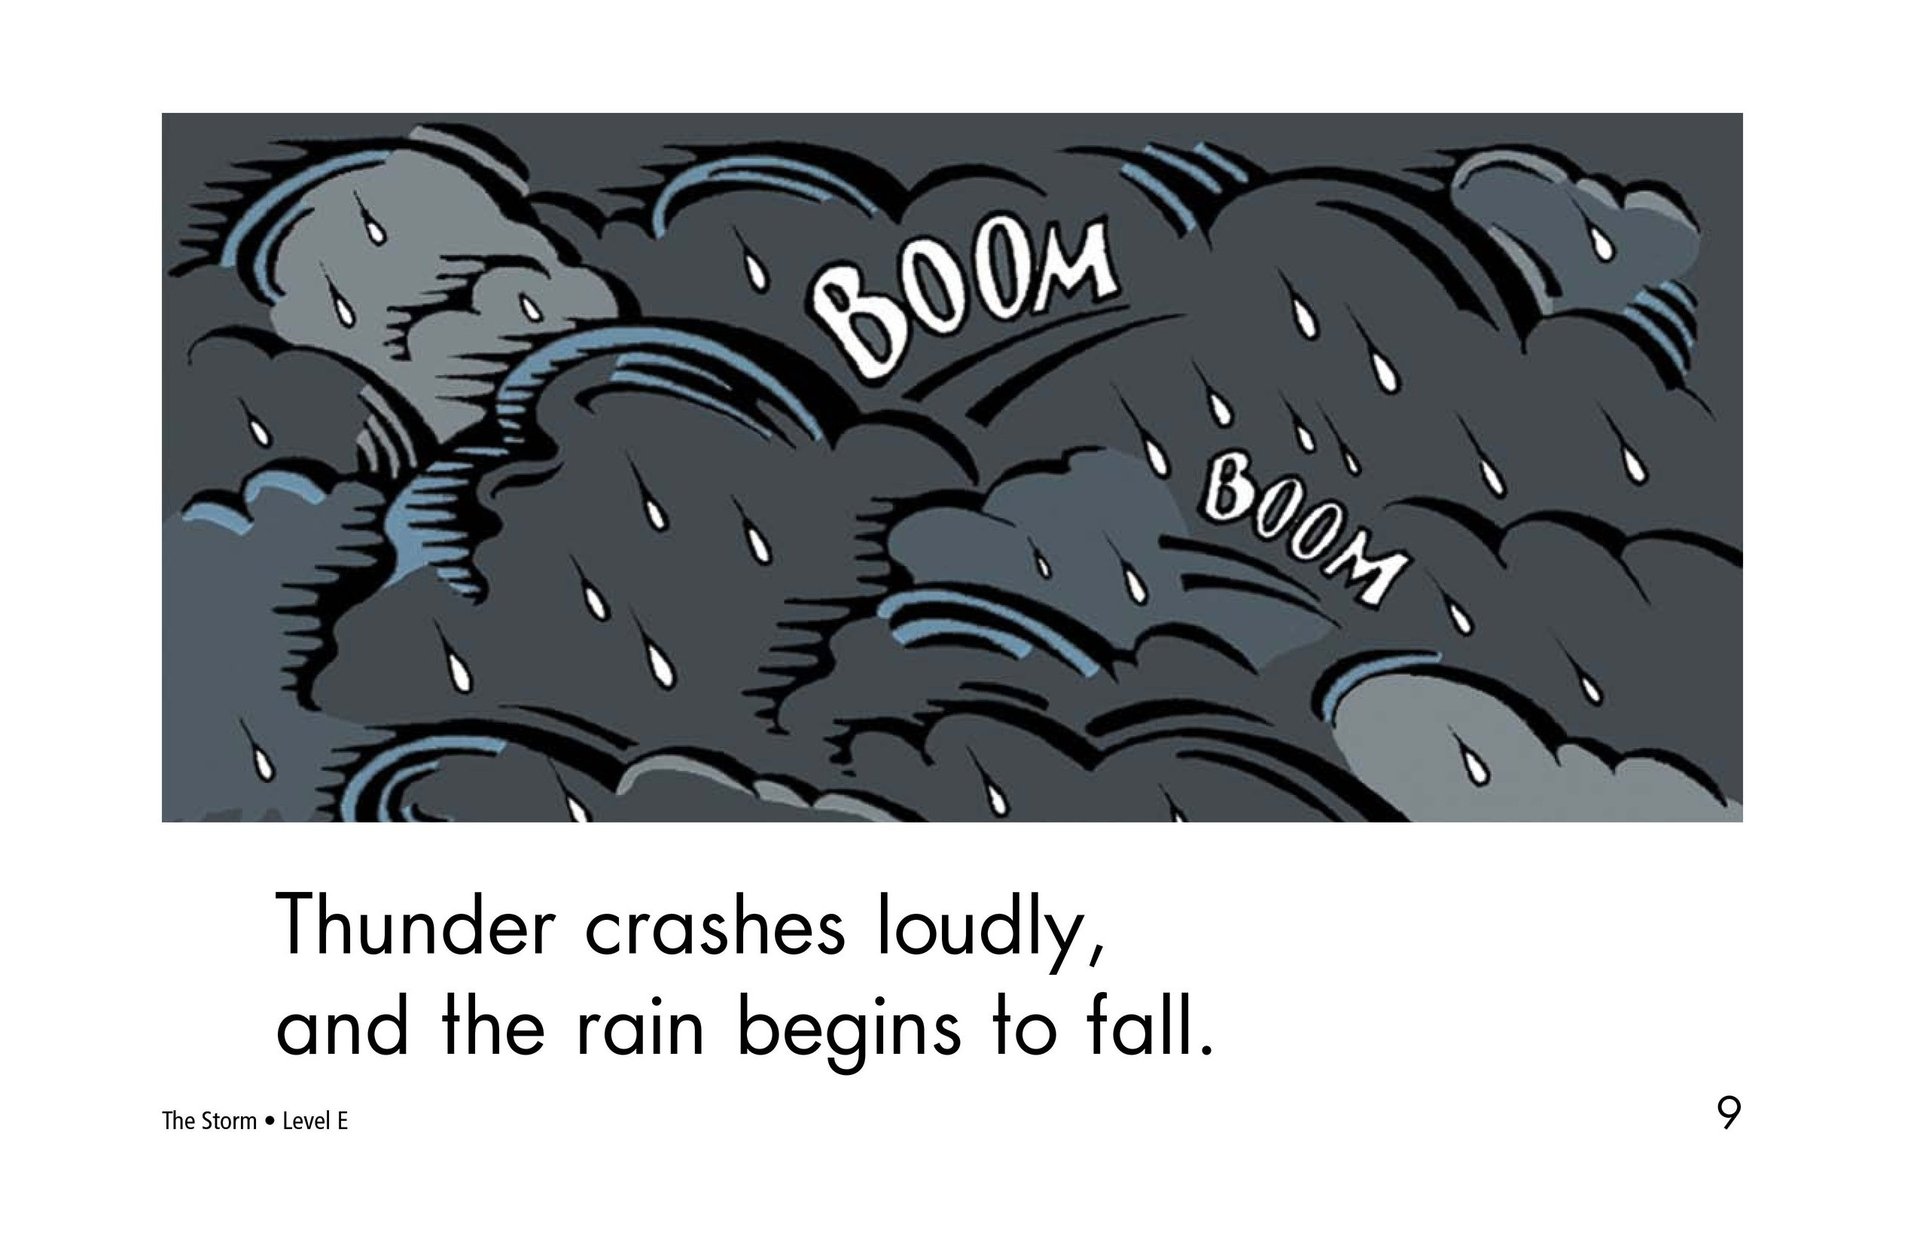 BOOM
BOOM
Thunder crashes loudly,
and the rain begins to fall.
The Storm • Level E
9